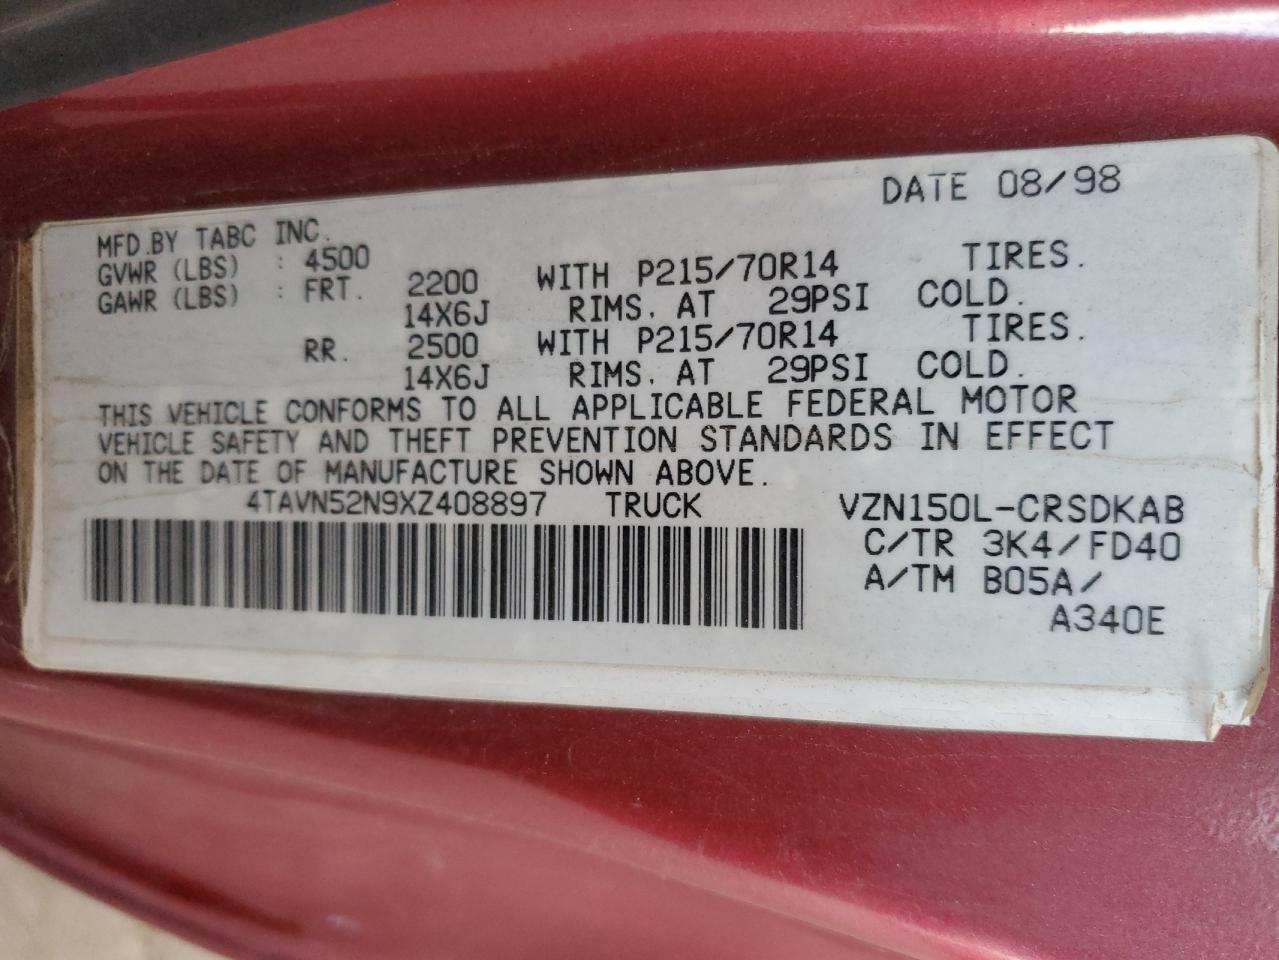 DATE 08/98
MFD.BY TABC INC.
GVWR (LBS) : 4500
GAWR (LBS) : FRT. 2200 WITH P215/70R14 TIRES.
14X6J RIMS. AT 29PSI COLD.
RR. 2500 WITH P215/70R14 TIRES.
14X6J RIMS. AT 29PSI COLD.
THIS VEHICLE CONFORMS TO ALL APPLICABLE FEDERAL MOTOR
VEHICLE SAFETY AND THEFT PREVENTION STANDARDS IN EFFECT
ON THE DATE OF MANUFACTURE SHOWN ABOVE.
4TAVN52N9XZ408897 TRUCK VZN150L-CRSDKAB
C/TR 3K4/FD40
A/TM B05A/
A340E